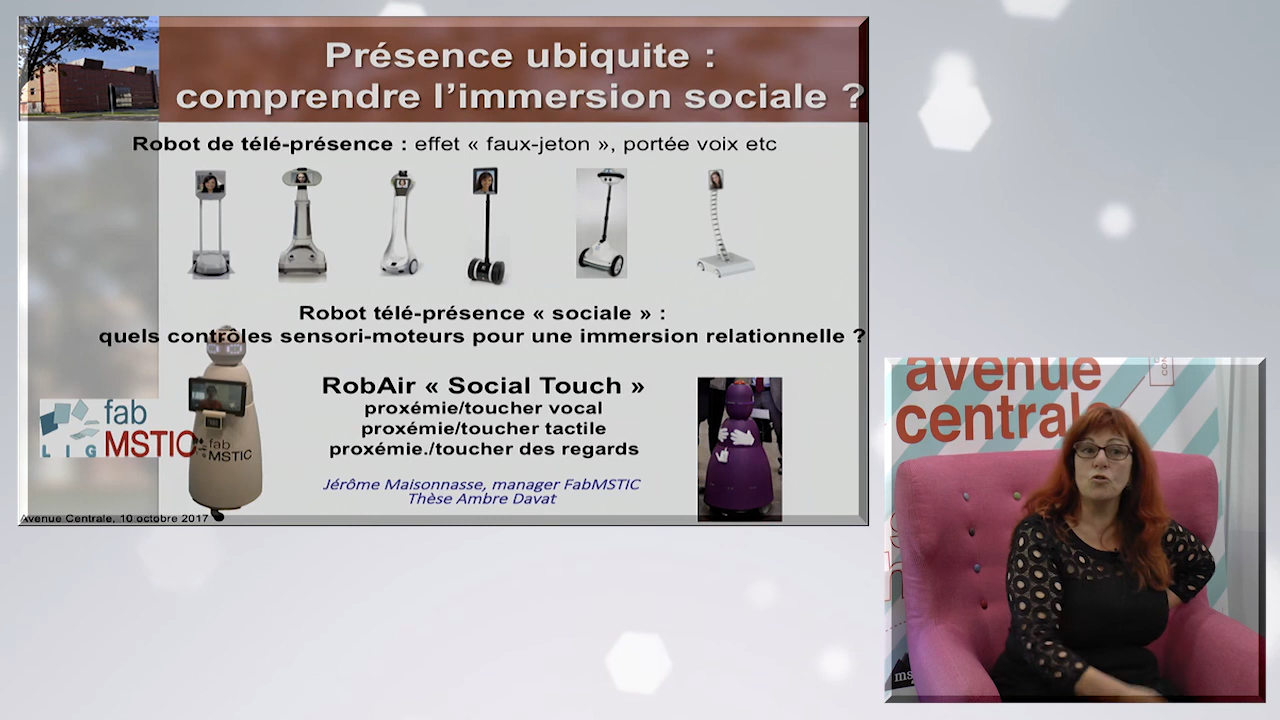 Présence ubiquite :
comprendre l’immersion sociale ?
Robot de télé-présence : effet « faux-jeton », portée voix etc
Robot télé-présence « sociale » :
quels contrôles sensori-moteurs pour une immersion relationnelle ?
RobAir « Social Touch »
proxémie/toucher vocal
proxémie/toucher tactile
proxémie./toucher des regards
Jérôme Maisonnasse, manager FabMSTIC
Thèse Ambre Davat
fab
MSTIC
LIG
fab
MSTIC
Avenue Centrale, 10 octobre 2017
avenue
centrale